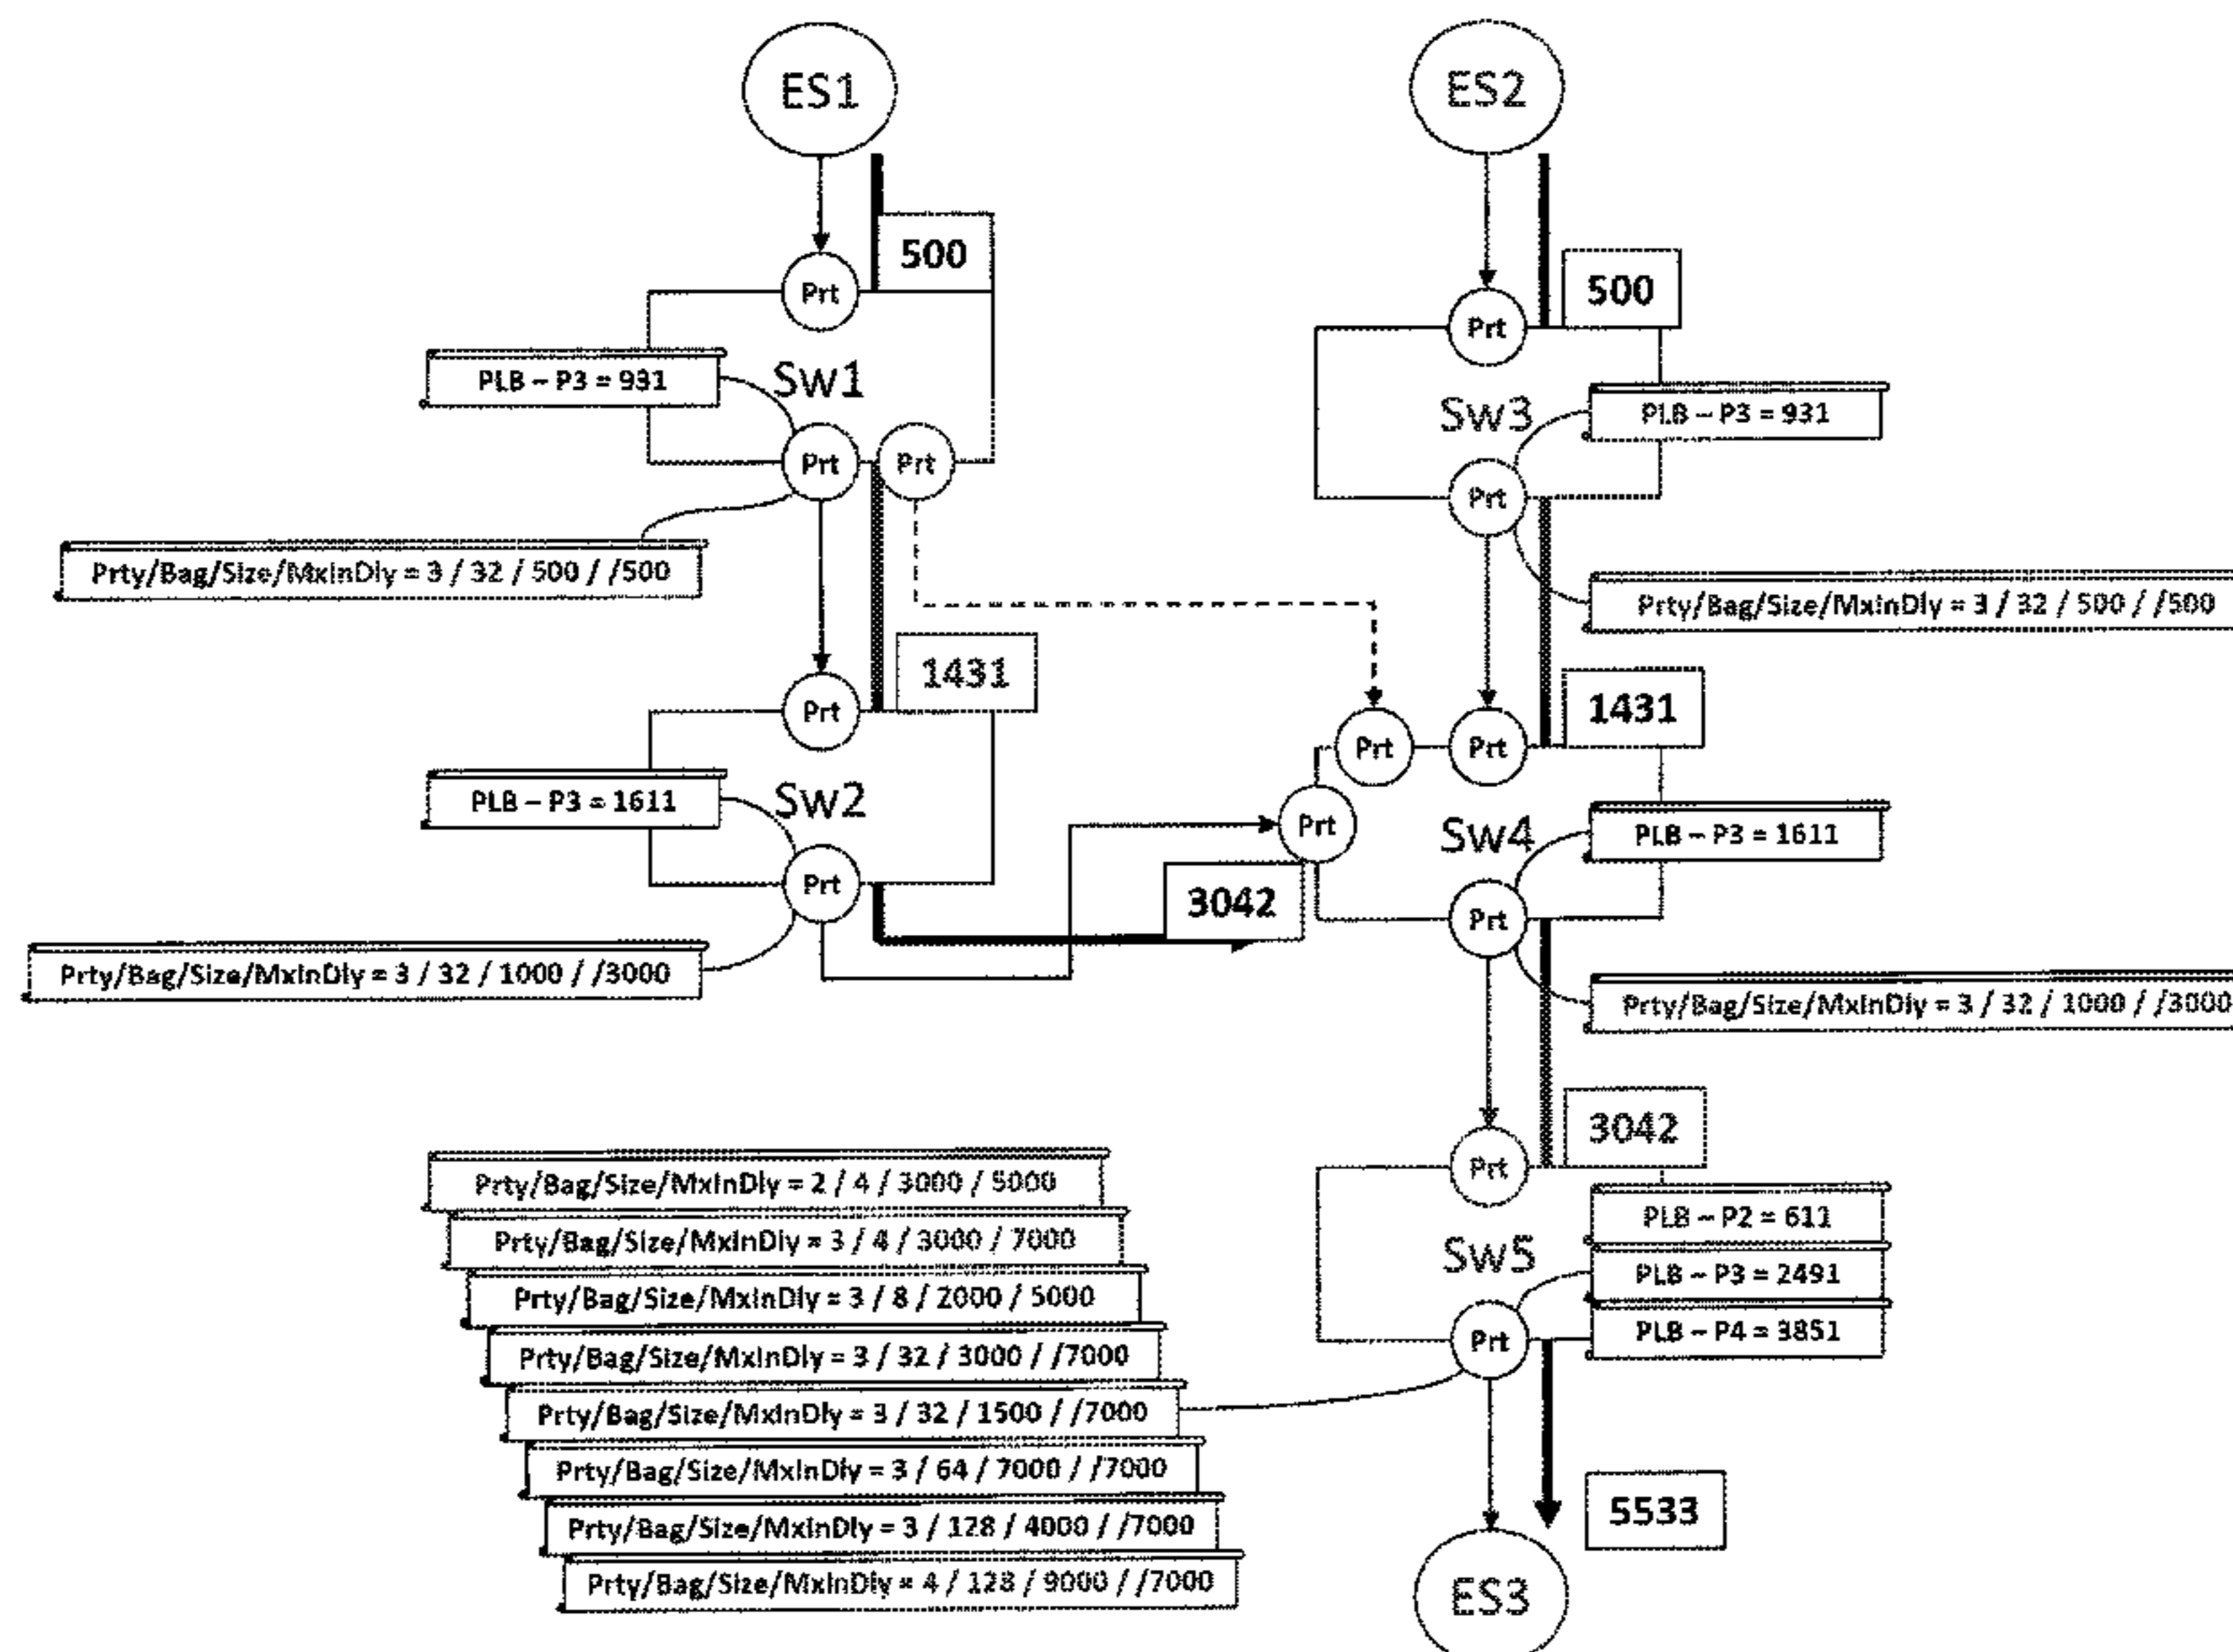 ES1
ES2
500
Prt
500
Prt
PLB – P3 = 931
Sw1
Sw3
PLB – P3 = 931
Prt
Prt
Prt
Prty/Bag/Size/MxInDly = 3 / 32 / 500 / /500
Prty/Bag/Size/MxInDly = 3 / 32 / 500 / /500
1431
Prt
1431
Prt
Prt
PLB – P3 = 1611
Sw2
Prt
Sw4
PLB – P3 = 1611
Prt
3042
Prt
Prty/Bag/Size/MxInDly = 3 / 32 / 1000 / /3000
Prty/Bag/Size/MxInDly = 3 / 32 / 1000 / /3000
3042
Prt
Prty/Bag/Size/MxInDly = 2 / 4 / 3000 / 5000
PLB – P2 = 611
Prty/Bag/Size/MxInDly = 3 / 4 / 3000 / 7000
Sw5
PLB – P3 = 2491
Prty/Bag/Size/MxInDly = 3 / 8 / 2000 / 5000
PLB – P4 = 3851
Prt
Prty/Bag/Size/MxInDly = 3 / 32 / 3000 / /7000
Prty/Bag/Size/MxInDly = 3 / 32 / 1500 / /7000
Prty/Bag/Size/MxInDly = 3 / 64 / 7000 / /7000
5533
Prty/Bag/Size/MxInDly = 3 / 128 / 4000 / /7000
Prty/Bag/Size/MxInDly = 4 / 128 / 9000 / /7000
ES3